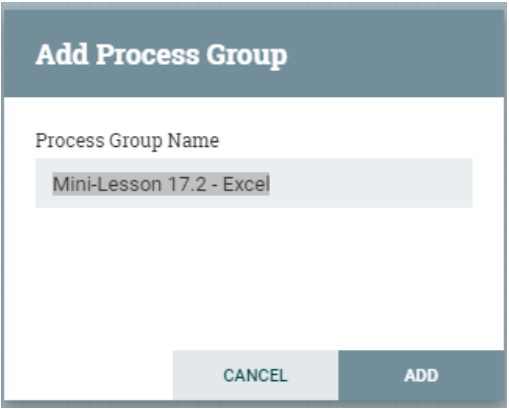 Add Process Group
Process Group Name
Mini-Lesson 17.2 - Excel
CANCEL ADD